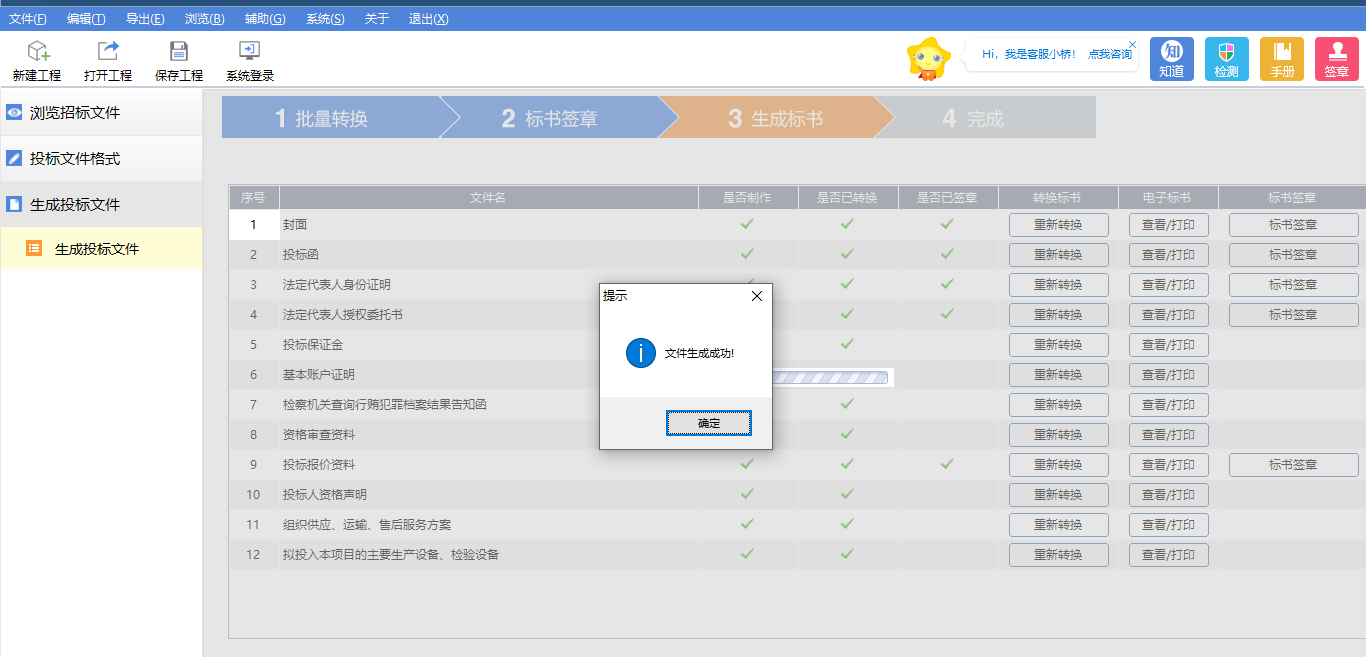 文件(F) 编辑(T) 导出(E) 浏览(B) 辅助(G) 系统(S) 关于 退出(X)
新建工程 打开工程 保存工程 系统登录
Hi，我是客服小桥！ 点我咨询
知 知道 检测 手册 签章
浏览招标文件
投标文件格式
生成投标文件
生成投标文件
1 批量转换 2 标书签章 3 生成标书 4 完成
序号 文件名 是否制作 是否已转换 是否已签章 转换标书 电子标书 标书签章
1 封面 重新转换 查看/打印 标书签章
2 投标函 重新转换 查看/打印 标书签章
3 法定代表人身份证明 重新转换 查看/打印 标书签章
4 法定代表人授权委托书 重新转换 查看/打印 标书签章
5 投标保证金 重新转换 查看/打印
6 基本账户证明 重新转换 查看/打印
7 检察机关查询行贿犯罪档案结果告知函 重新转换 查看/打印
8 资格审查资料 重新转换 查看/打印
9 投标报价资料 重新转换 查看/打印 标书签章
10 投标人资格声明 重新转换 查看/打印
11 组织供应、运输、售后服务方案 重新转换 查看/打印
12 拟投入本项目的主要生产设备、检验设备 重新转换 查看/打印
提示
文件生成成功!
确定